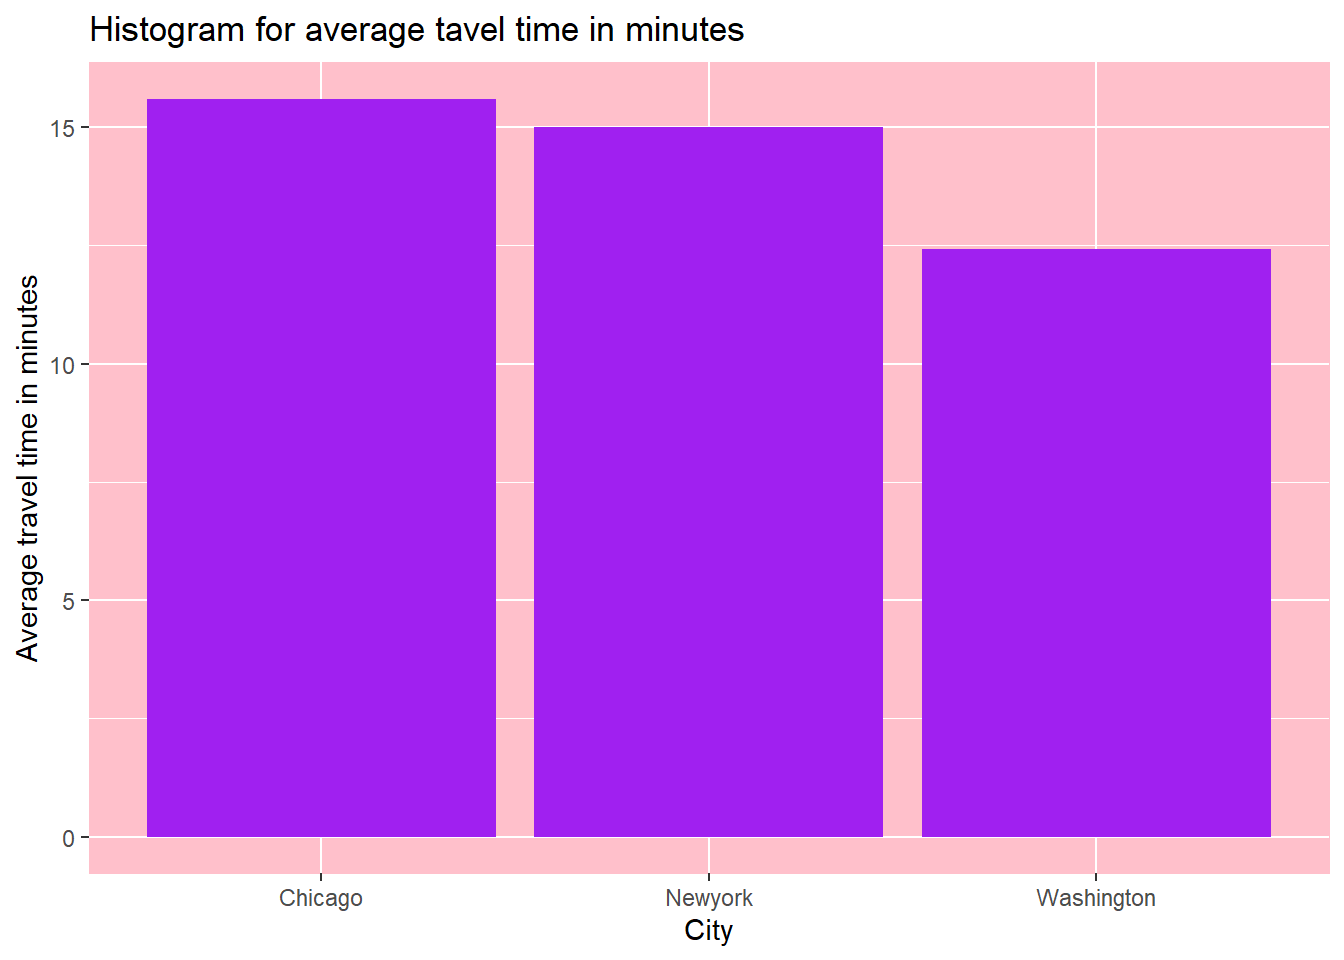 Histogram for average tavel time in minutes
Average travel time in minutes
15
10
5
0
Chicago
Newyork
Washington
City